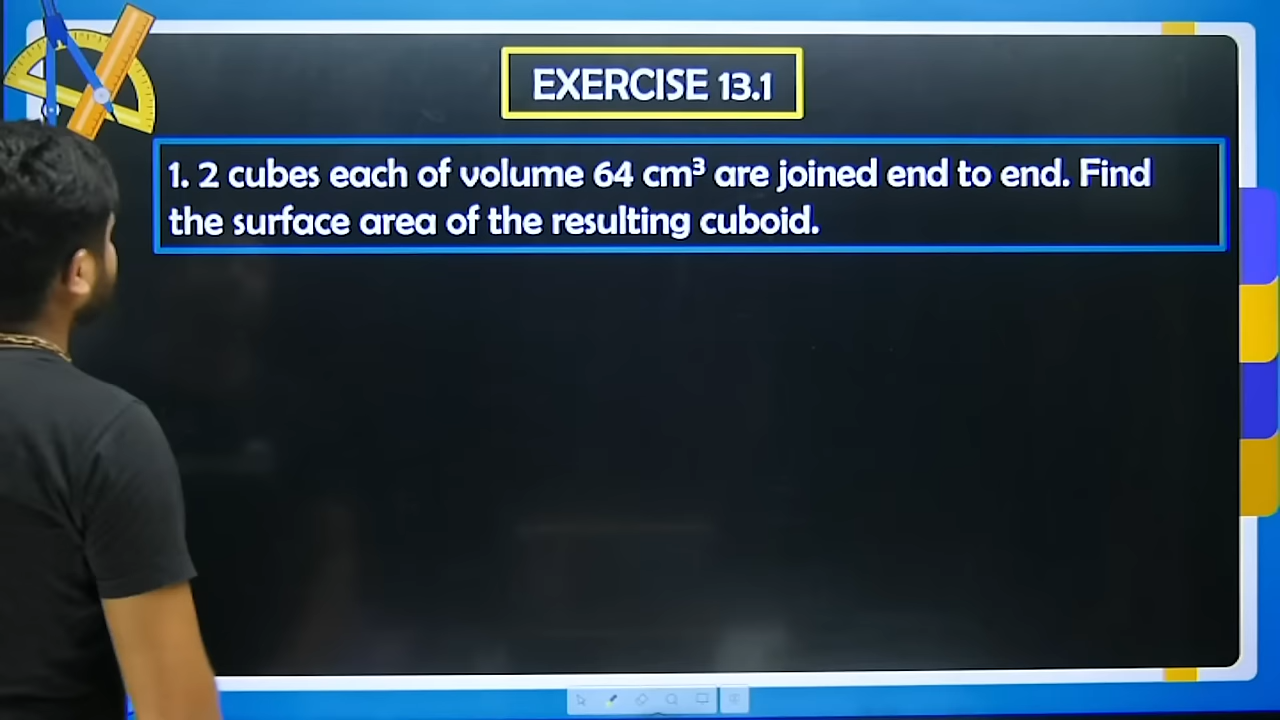 EXERCISE 13.1
1. 2 cubes each of volume 64 cm³ are joined end to end. Find
the surface area of the resulting cuboid.